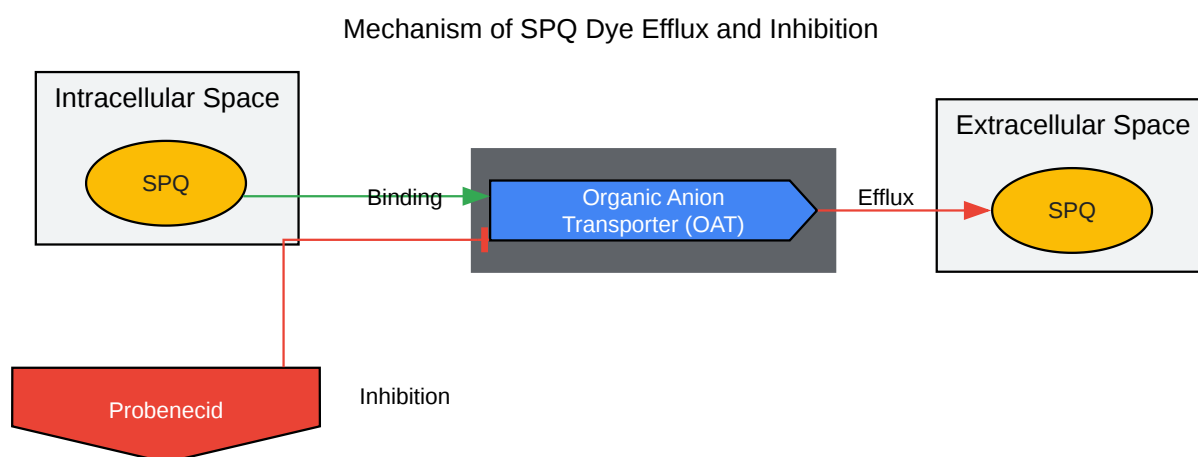 Mechanism of SPQ Dye Efflux and Inhibition
Intracellular Space
SPQ
Binding
Organic Anion
Transporter (OAT)
Efflux
Extracellular Space
SPQ
Probenecid
Inhibition